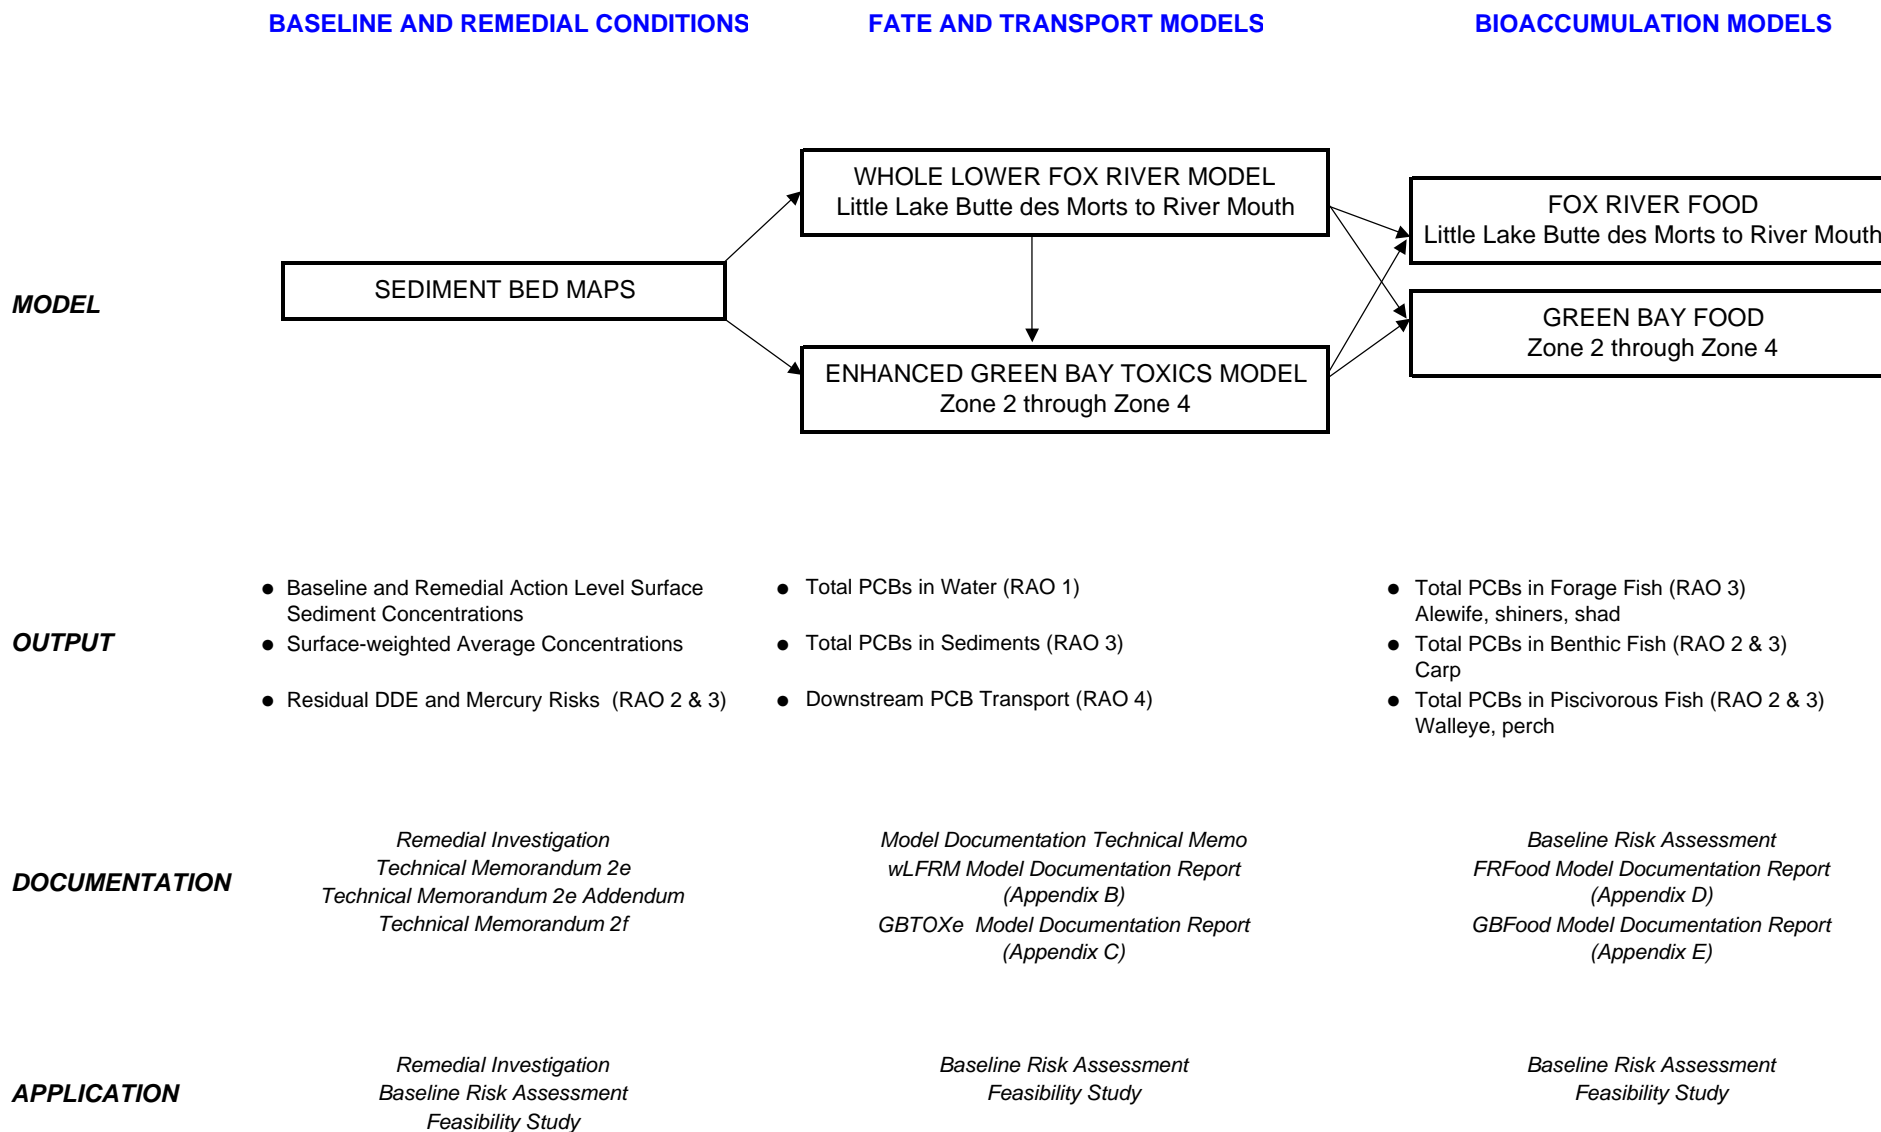 BASELINE AND REMEDIAL CONDITIONS
FATE AND TRANSPORT MODELS
BIOACCUMULATION MODELS
MODEL
SEDIMENT BED MAPS
WHOLE LOWER FOX RIVER MODEL
Little Lake Butte des Morts to River Mouth
ENHANCED GREEN BAY TOXICS MODEL
Zone 2 through Zone 4
FOX RIVER FOOD
Little Lake Butte des Morts to River Mouth
GREEN BAY FOOD
Zone 2 through Zone 4
OUTPUT
● Baseline and Remedial Action Level Surface
Sediment Concentrations
● Surface-weighted Average Concentrations
● Residual DDE and Mercury Risks (RAO 2 & 3)
● Total PCBs in Water (RAO 1)
● Total PCBs in Sediments (RAO 3)
● Downstream PCB Transport (RAO 4)
● Total PCBs in Forage Fish (RAO 3)
Alewife, shiners, shad
● Total PCBs in Benthic Fish (RAO 2 & 3)
Carp
● Total PCBs in Piscivorous Fish (RAO 2 & 3)
Walleye, perch
DOCUMENTATION
Remedial Investigation
Technical Memorandum 2e
Technical Memorandum 2e Addendum
Technical Memorandum 2f
Model Documentation Technical Memo
wLFRM Model Documentation Report
(Appendix B)
GBTOXe Model Documentation Report
(Appendix C)
Baseline Risk Assessment
FRFood Model Documentation Report
(Appendix D)
GBFood Model Documentation Report
(Appendix E)
APPLICATION
Remedial Investigation
Baseline Risk Assessment
Feasibility Study
Baseline Risk Assessment
Feasibility Study
Baseline Risk Assessment
Feasibility Study